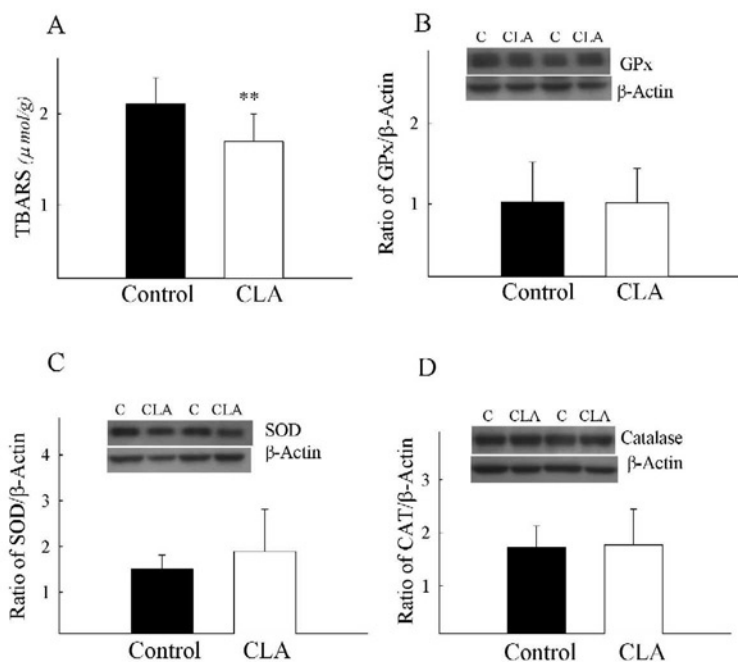 A
TBARS (μ mol/g)
2
1
**
Control CLA
B
Ratio of GPx/β-Actin
2
1
C CLA C CLA
GPx
β-Actin
Control CLA
C
Ratio of SOD/β-Actin
4
3
2
1
C CLA C CLA
SOD
β-Actin
Control CLA
D
Ratio of CAT/β-Actin
3
2
1
C CLA C CLA
Catalase
β-Actin
Control CLA